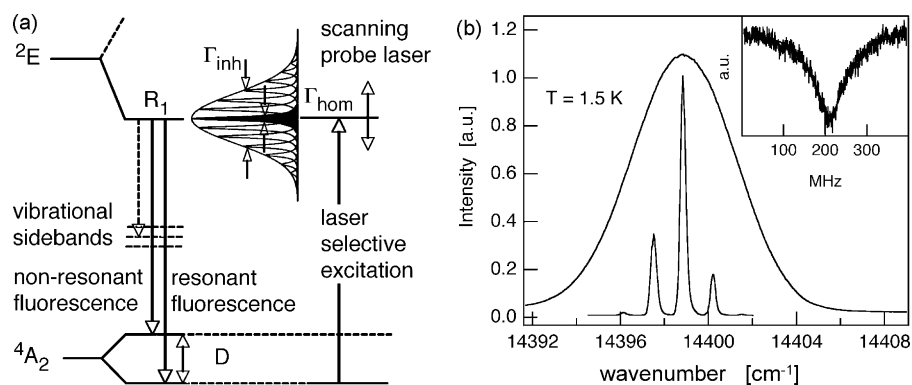 (a)
²E
R₁
Γinh
scanning
probe laser
Γhom
vibrational
sidebands
laser
selective
excitation
non-resonant
fluorescence
resonant
fluorescence
D
⁴A₂
(b)
1.2
1.0
0.8
0.6
0.4
0.2
0.0
Intensity [a.u.]
T = 1.5 K
a.u.
100 200 300
MHz
14392 14396 14400 14404 14408
wavenumber [cm⁻¹]